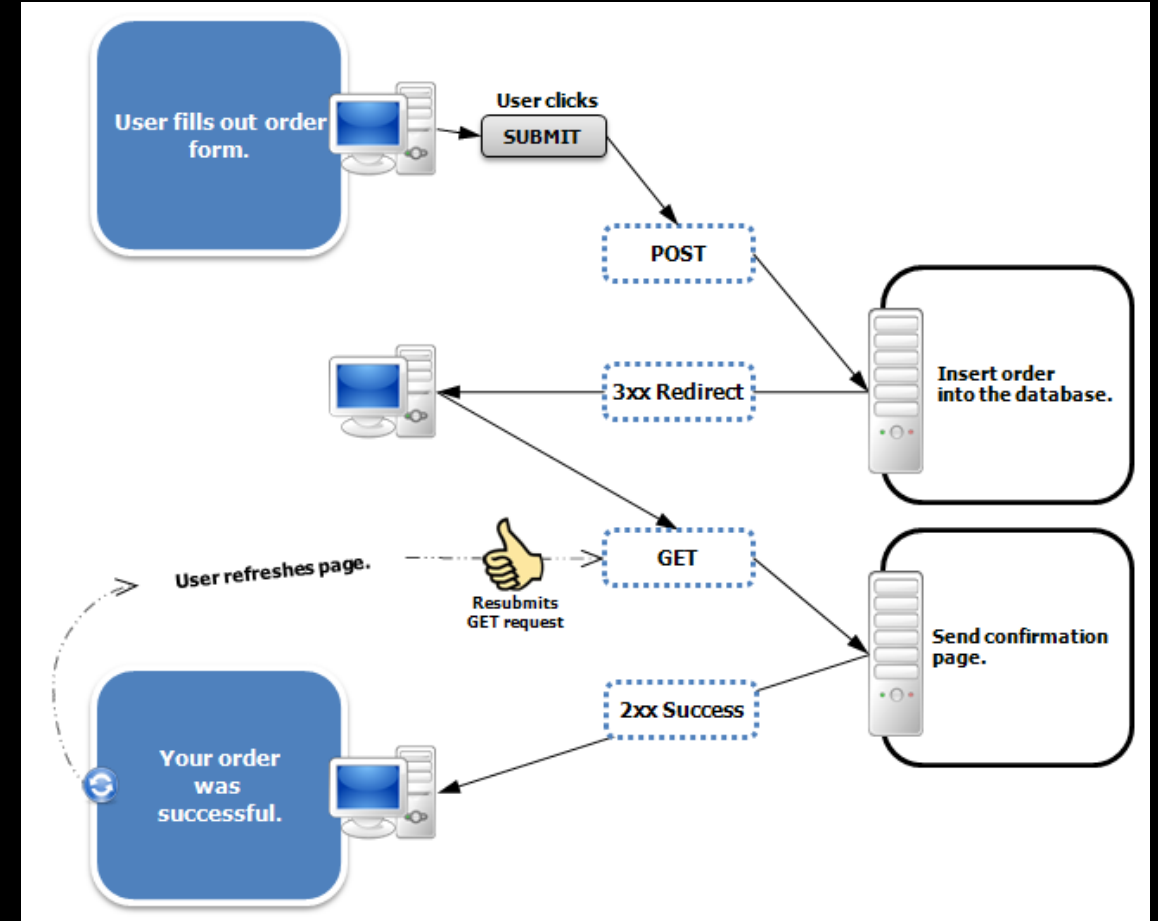 User fills out order
form.
User clicks
SUBMIT
POST
3xx Redirect
Insert order
into the database.
User refreshes page.
Resubmits
GET request
GET
Send confirmation
page.
2xx Success
Your order
was
successful.